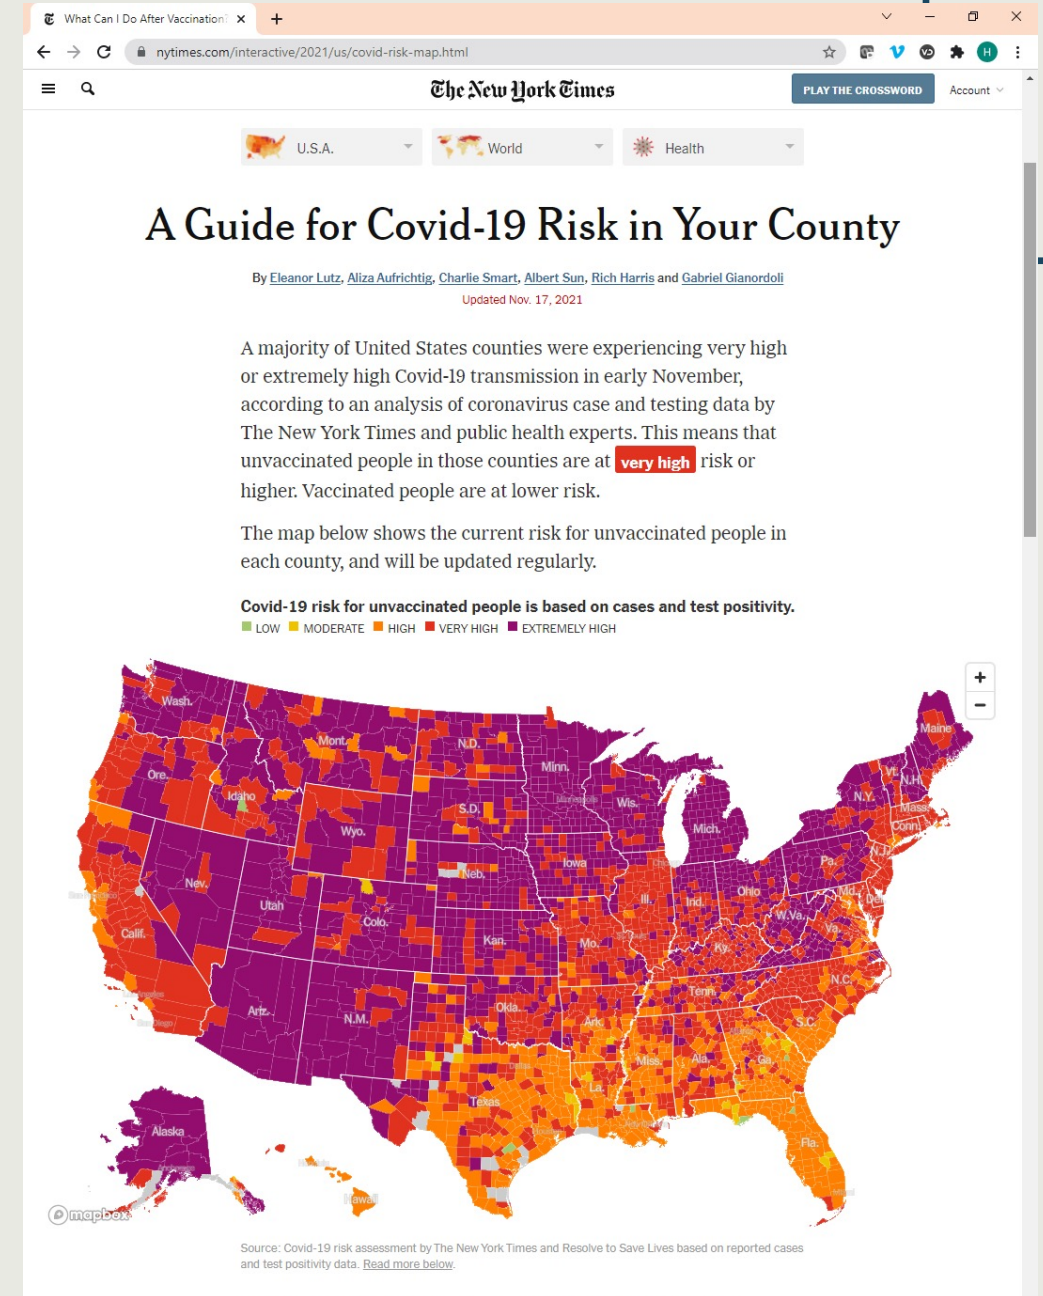 What Can I Do After Vaccination
nytimes.com/interactive/2021/us/covid-risk-map.html
H
The New York Times
PLAY THE CROSSWORD
Account
U.S.A.
World
Health
A Guide for Covid-19 Risk in Your County
By Eleanor Lutz, Aliza Aufrichtig, Charlie Smart, Albert Sun, Rich Harris and Gabriel Gianordoli
Updated Nov. 17, 2021
A majority of United States counties were experiencing very high
or extremely high Covid-19 transmission in early November,
according to an analysis of coronavirus case and testing data by
The New York Times and public health experts. This means that
unvaccinated people in those counties are at very high risk or
higher. Vaccinated people are at lower risk.
The map below shows the current risk for unvaccinated people in
each county, and will be updated regularly.
Covid-19 risk for unvaccinated people is based on cases and test positivity.
LOW MODERATE HIGH VERY HIGH EXTREMELY HIGH
Wash.
Maine
Mont.
N.D.
Minn.
Ore.
Vt.
N.H.
Idaho
N.Y.
Minneapolis
Wis.
Mass.
S.D.
Wyo.
Mich.
Conn.
N.J.
Iowa
Pa.
Neb.
Nev.
Ohio
Md.
Del.
Utah
Ill.
Ind.
W.Va.
Colo.
Va.
Calif.
Kan.
Mo.
Ky.
N.C.
Tenn.
Los Angeles
Ariz.
Okla.
N.M.
Ark.
S.C.
San Diego
Miss.
Ala.
Ga.
Dallas
La.
Texas
Alaska
Houston
Fla.
Anchorage
Hawaii
Miami
mapbox
Source: Covid-19 risk assessment by The New York Times and Resolve to Save Lives based on reported cases
and test positivity data. Read more below.